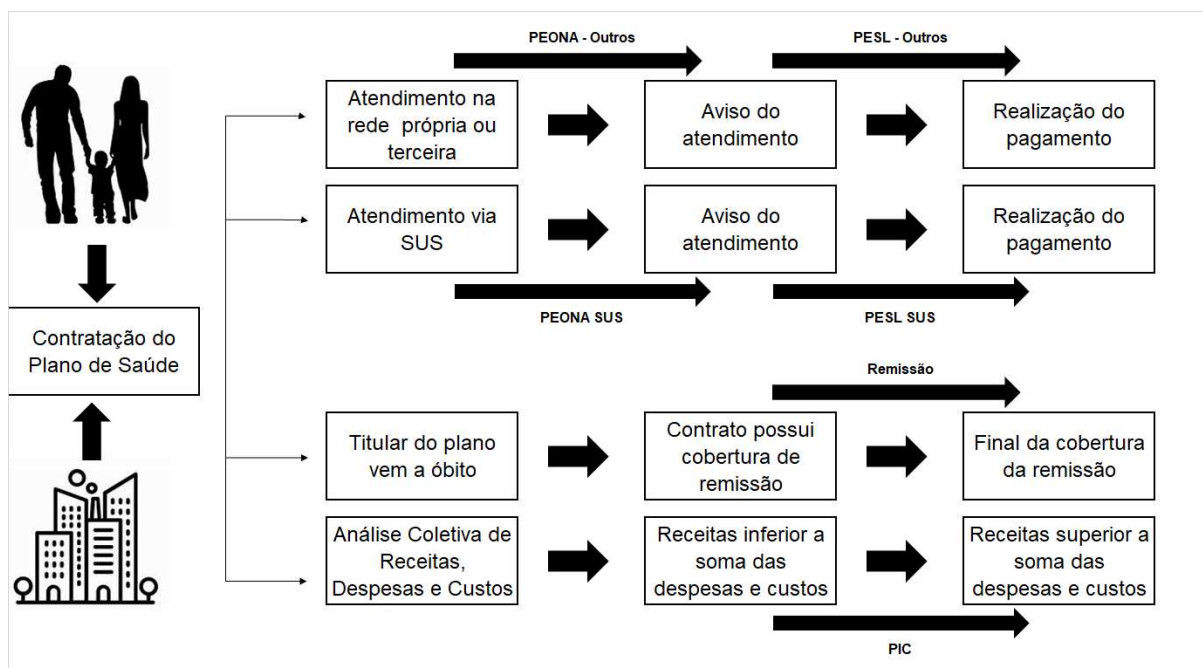 PEONA - Outros
PESL - Outros
Atendimento na
rede própria ou
terceira
Aviso do
atendimento
Realização do
pagamento
Atendimento via
SUS
Aviso do
atendimento
Realização do
pagamento
PEONA SUS
PESL SUS
Contratação do
Plano de Saúde
Remissão
Titular do plano
vem a óbito
Contrato possui
cobertura de
remissão
Final da cobertura
da remissão
Análise Coletiva de
Receitas,
Despesas e Custos
Receitas inferior a
soma das
despesas e custos
Receitas superior a
soma das
despesas e custos
PIC